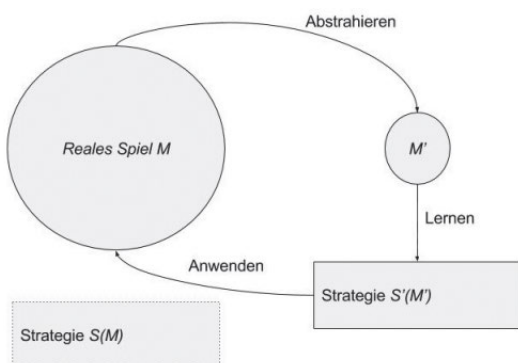 Abstrahieren
Reales Spiel M
M'
Lernen
Anwenden
Strategie S'(M')
Strategie S(M)